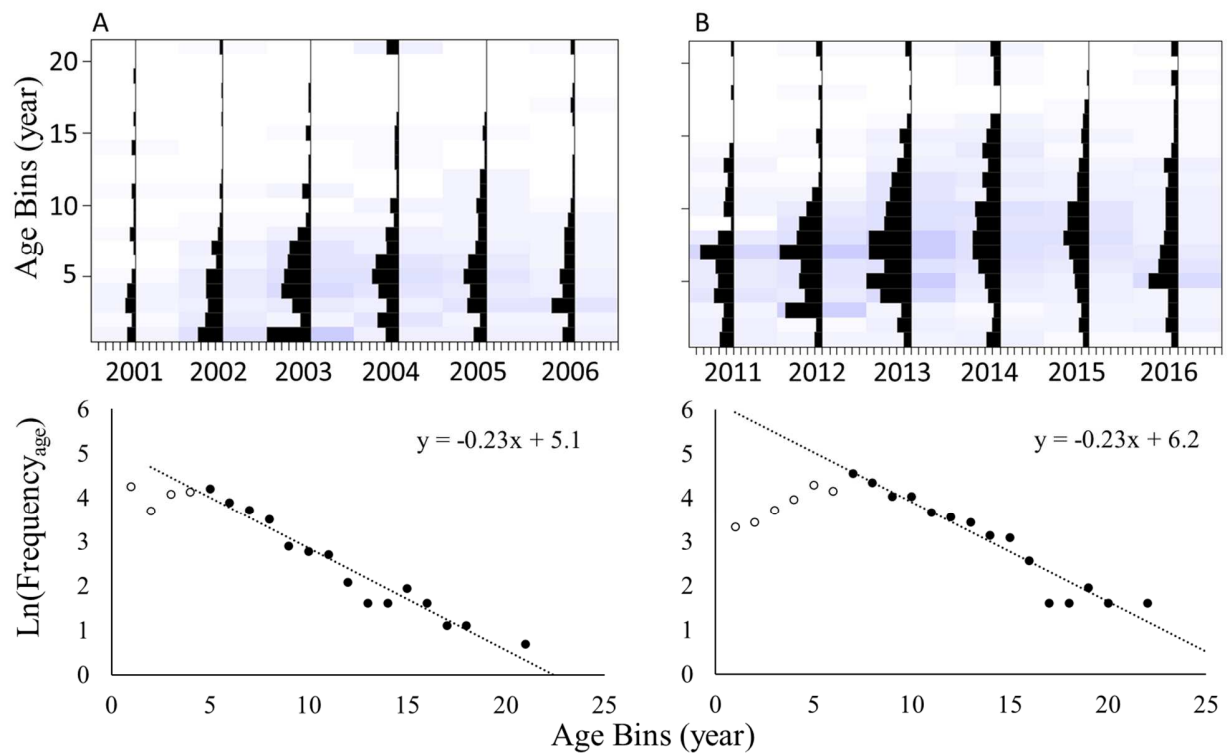 A
B
Age Bins (year)
20
15
10
5
2001 2002 2003 2004 2005 2006
2011 2012 2013 2014 2015 2016
Ln(Frequency_age)
6
5
4
3
2
1
0
y = -0.23x + 5.1
0 5 10 15 20 25
6
5
4
3
2
1
0
y = -0.23x + 6.2
0 5 10 15 20 25
Age Bins (year)